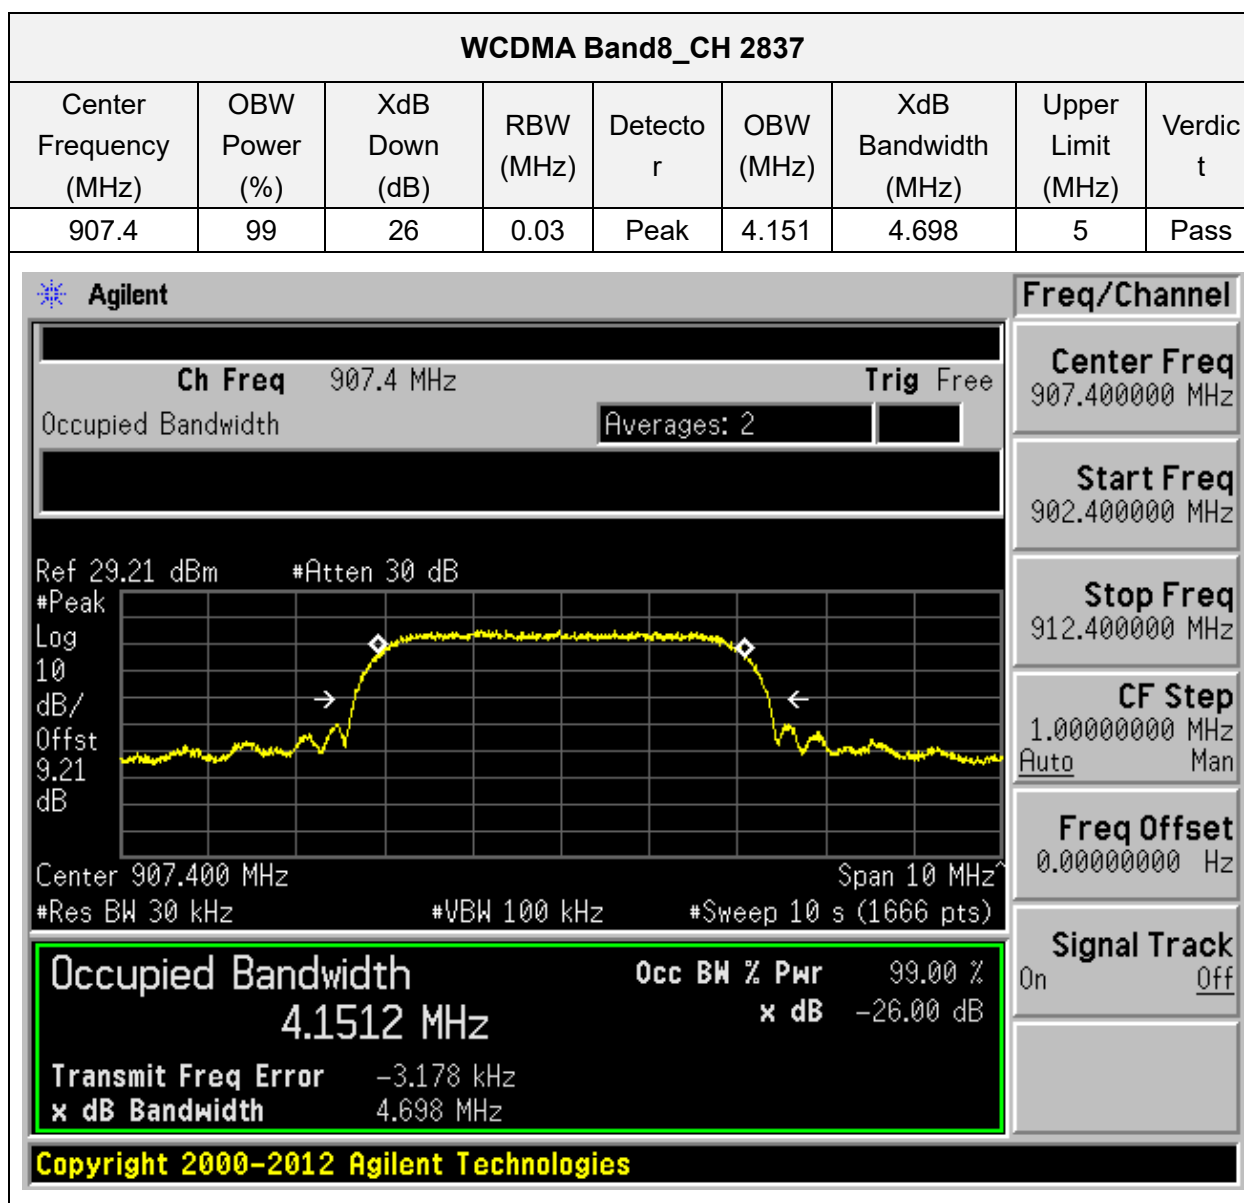 WCDMA Band8_CH 2837
Center Frequency (MHz) OBW Power (%) XdB Down (dB) RBW (MHz) Detector OBW (MHz) XdB Bandwidth (MHz) Upper Limit (MHz) Verdict
907.4 99 26 0.03 Peak 4.151 4.698 5 Pass
Agilent
Freq/Channel
Ch Freq 907.4 MHz Trig Free
Occupied Bandwidth Averages: 2
Center Freq
907.400000 MHz
Start Freq
902.400000 MHz
Stop Freq
912.400000 MHz
CF Step
1.00000000 MHz
Auto Man
Freq Offset
0.00000000 Hz
Signal Track
On Off
Ref 29.21 dBm #Atten 30 dB
#Peak
Log
10
dB/
Offst
9.21
dB
Center 907.400 MHz Span 10 MHz^
#Res BW 30 kHz #VBW 100 kHz #Sweep 10 s (1666 pts)
Occupied Bandwidth Occ BW % Pwr 99.00 %
4.1512 MHz x dB -26.00 dB
Transmit Freq Error -3.178 kHz
x dB Bandwidth 4.698 MHz
Copyright 2000-2012 Agilent Technologies